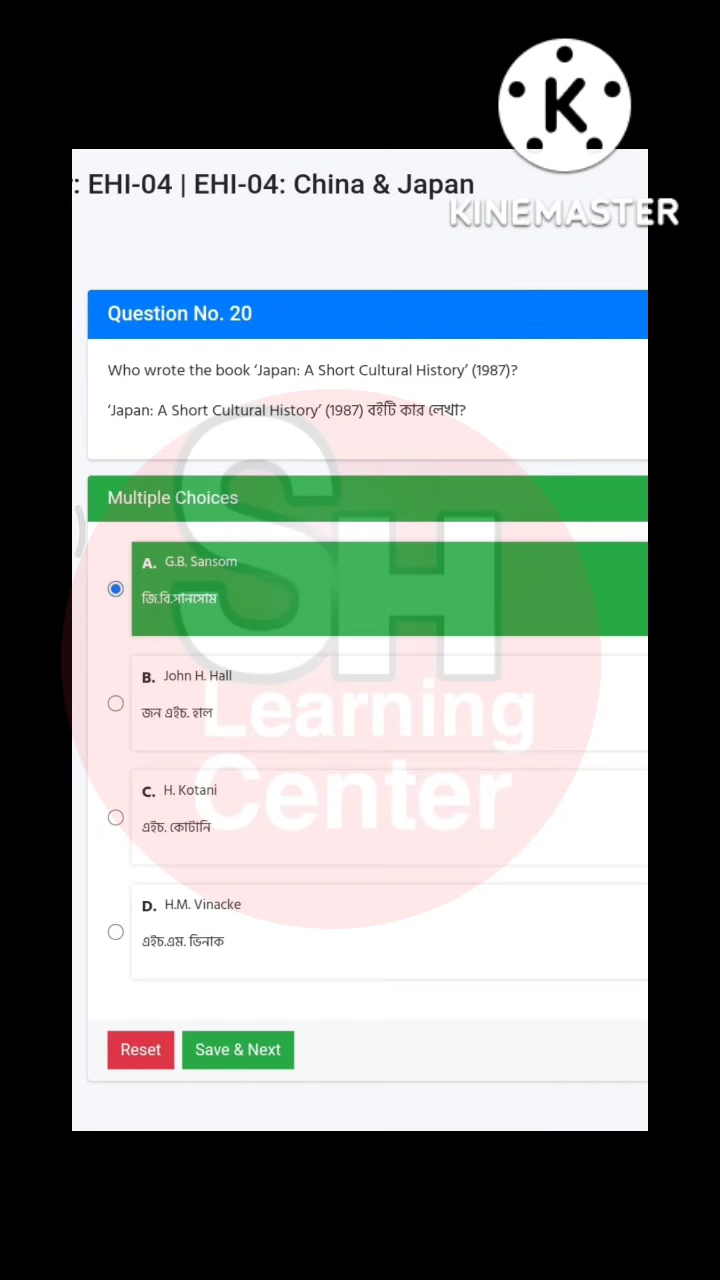 K
KINEMASTER
: EHI-04 | EHI-04: China & Japan
Question No. 20
Who wrote the book ‘Japan: A Short Cultural History’ (1987)?
‘Japan: A Short Cultural History’ (1987) বইটি কার লেখা?
Multiple Choices
A. G.B. Sansom
জি.বি.সানসোম
B. John H. Hall
জন এইচ. হাল
C. H. Kotani
এইচ. কোটানি
D. H.M. Vinacke
এইচ.এম. ভিনাক
SH
Learning
Center
Reset
Save & Next